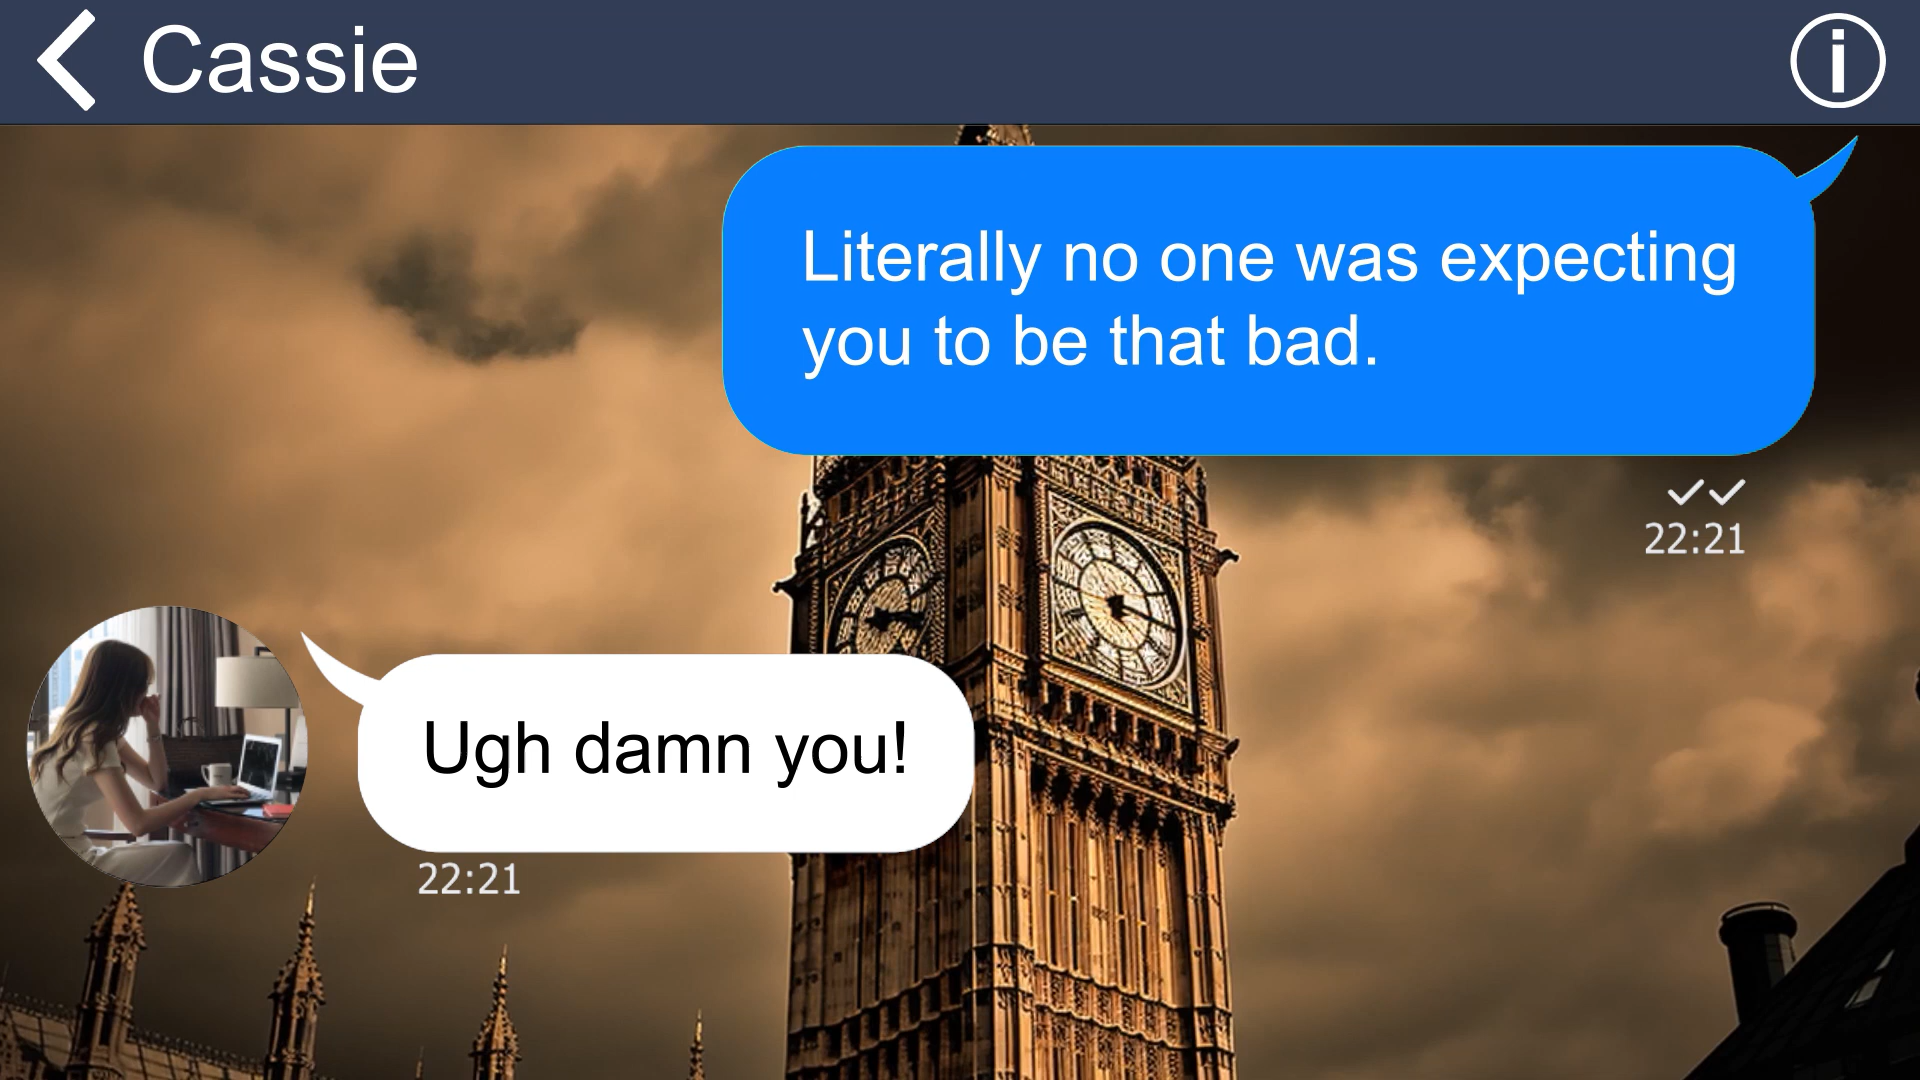 Cassie
Literally no one was expecting
you to be that bad.
22:21
Ugh damn you!
22:21